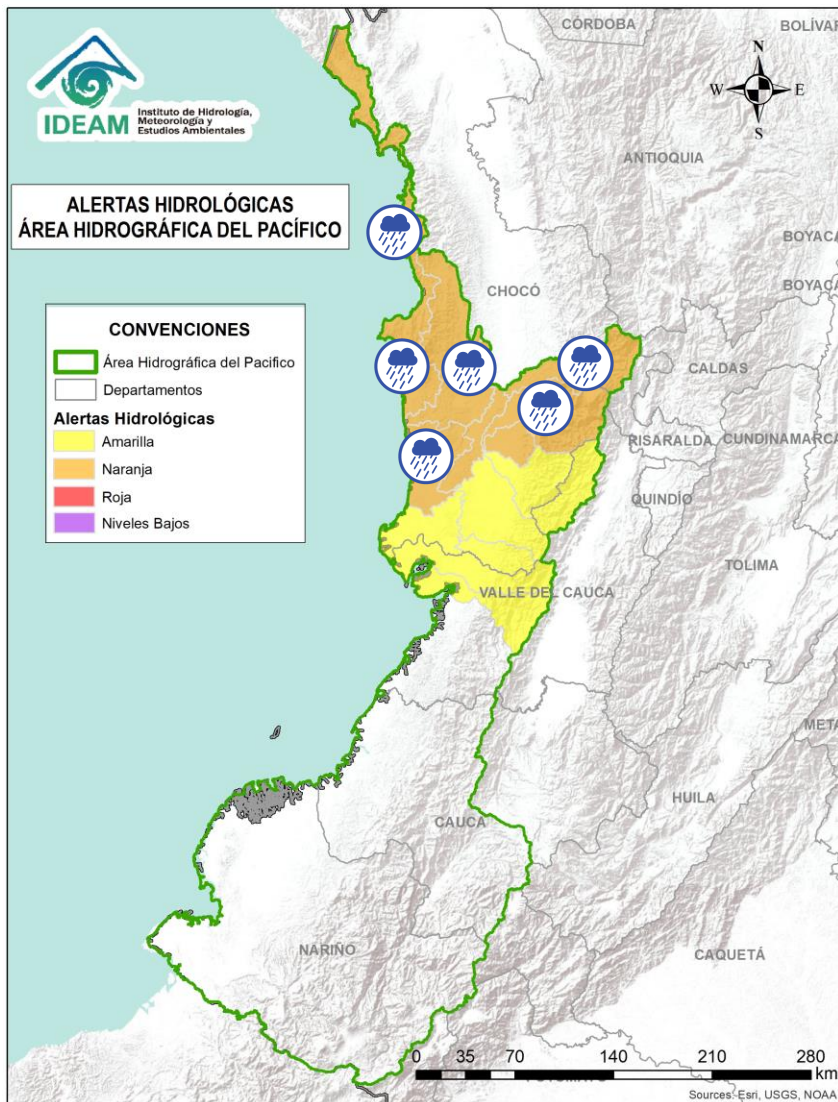 CÓRDOBA
BOLÍVAR
N
W
E
S
IDEAM
Instituto de Hidrología,
Meteorología y
Estudios Ambientales
ANTIOQUIA
ALERTAS HIDROLÓGICAS
ÁREA HIDROGRÁFICA DEL PACÍFICO
BOYACÁ
BOYACÁ
CHOCÓ
CONVENCIONES
Área Hidrográfica del Pacifico
Departamentos
Alertas Hidrológicas
Amarilla
Naranja
Roja
Niveles Bajos
CALDAS
RISARALDA
CUNDINAMARCA
QUINDÍO
TOLIMA
VALLE DEL CAUCA
META
HUILA
CAUCA
NARIÑO
CAQUETÁ
0 35 70 140 210 280
km
Sources: Esri, USGS, NOAA